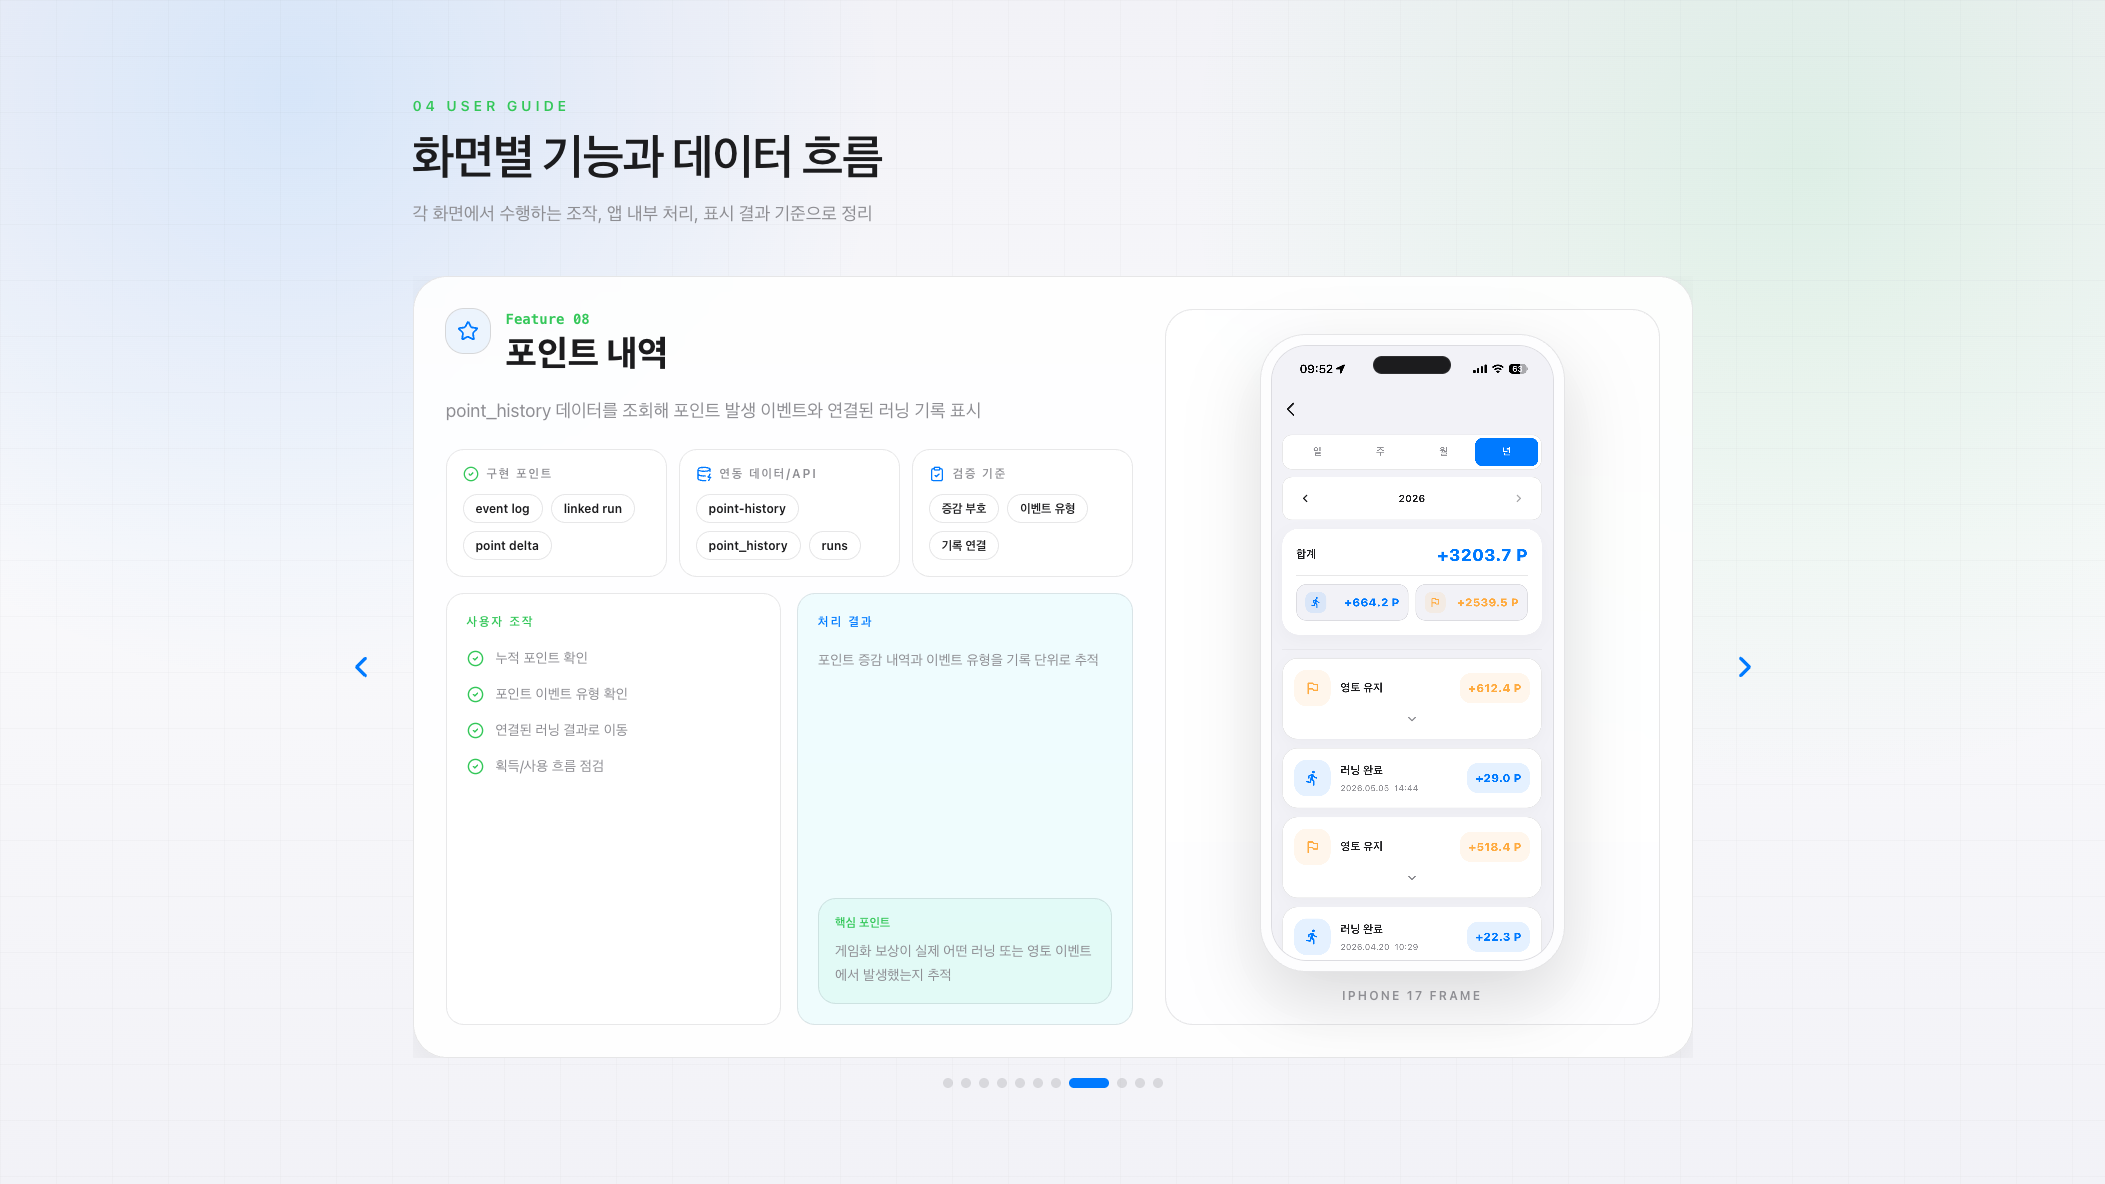 04 USER GUIDE
화면별 기능과 데이터 흐름
각 화면에서 수행하는 조작, 앱 내부 처리, 표시 결과 기준으로 정리
Feature 08
포인트 내역
point_history 데이터를 조회해 포인트 발생 이벤트와 연결된 러닝 기록 표시
구현 포인트
event log
linked run
point delta
연동 데이터/API
point-history
point_history
runs
검증 기준
증감 부호
이벤트 유형
기록 연결
사용자 조작
누적 포인트 확인
포인트 이벤트 유형 확인
연결된 러닝 결과로 이동
획득/사용 흐름 점검
처리 결과
포인트 증감 내역과 이벤트 유형을 기록 단위로 추적
핵심 포인트
게임화 보상이 실제 어떤 러닝 또는 영토 이벤트
에서 발생했는지 추적
09:52
63
일
주
월
년
2026
합계
+3203.7 P
+664.2 P
+2539.5 P
영토 유지
+612.4 P
러닝 완료
+29.0 P
2026.05.05 14:44
영토 유지
+518.4 P
러닝 완료
+22.3 P
2026.04.20 10:29
IPHONE 17 FRAME